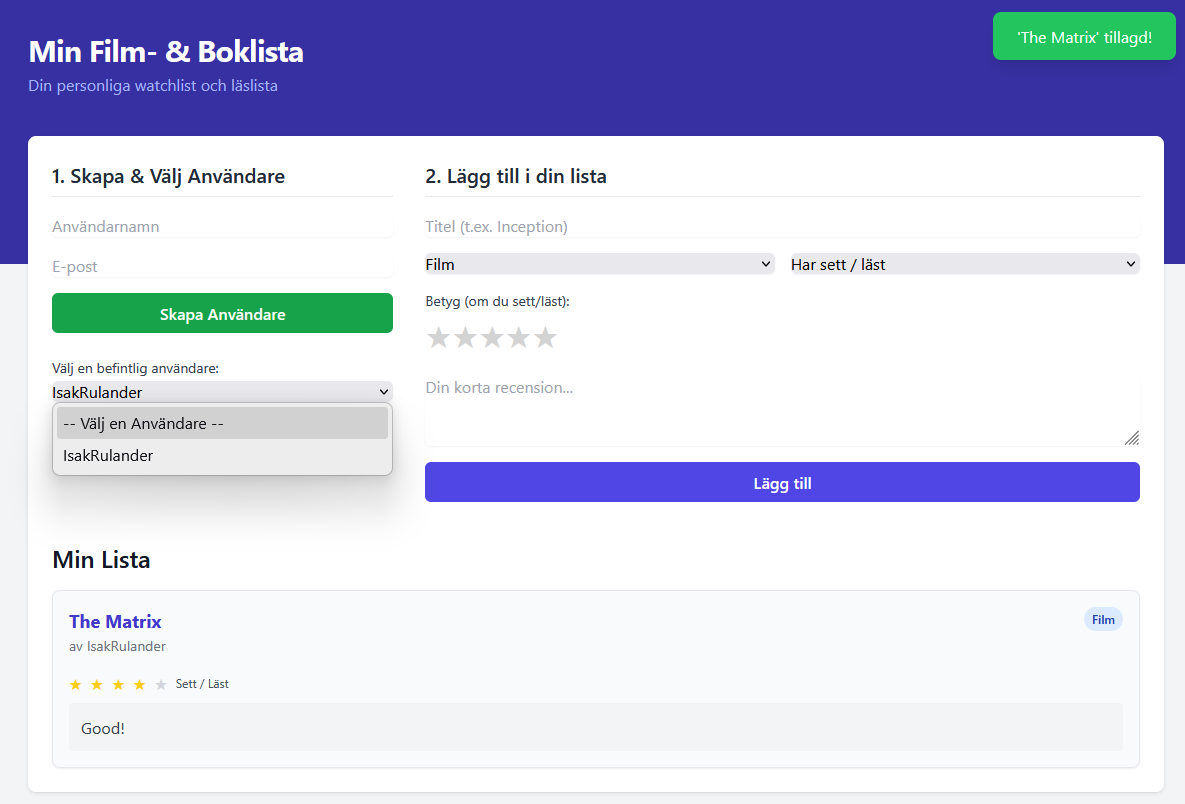 Min Film- & Boklista
Din personliga watchlist och läslista
'The Matrix' tillagd!
1. Skapa & Välj Användare
Användarnamn
E-post
Skapa Användare
Välj en befintlig användare:
IsakRulander
-- Välj en Användare --
IsakRulander
2. Lägg till i din lista
Titel (t.ex. Inception)
Film
Har sett / läst
Betyg (om du sett/läst):
Din korta recension...
Lägg till
Min Lista
The Matrix
Film
av IsakRulander
Sett / Läst
Good!